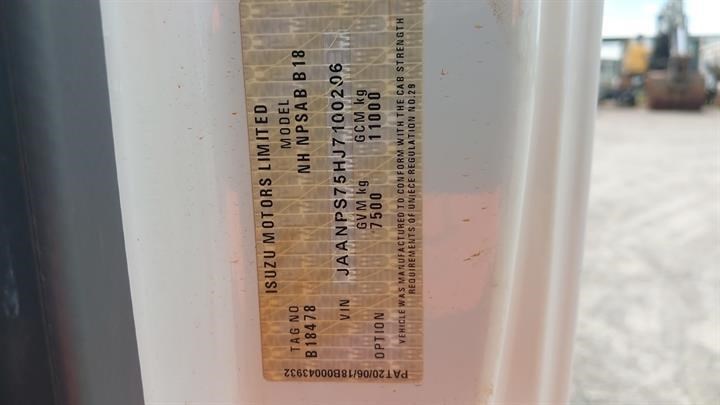 ISUZU MOTORS LIMITED
TAG NO MODEL
B18478 NH NPSAB B18
VIN JAANPS75HJ7100206
OPTION GVM kg GCM kg
7500 11000
VEHICLE WAS MANUFACTURED TO CONFORM WITH THE CAB STRENGTH
REQUIREMENTS OF UN/ECE REGULATION NO.29
PAT20/06/18B00043932